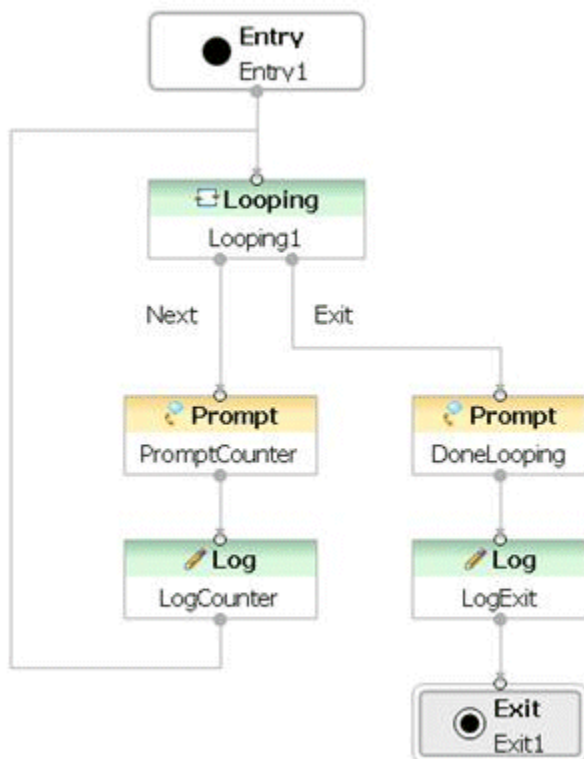 Entry
Entry1
Looping
Looping1
Next
Exit
Prompt
PromptCounter
Prompt
DoneLooping
Log
LogCounter
Log
LogExit
Exit
Exit1